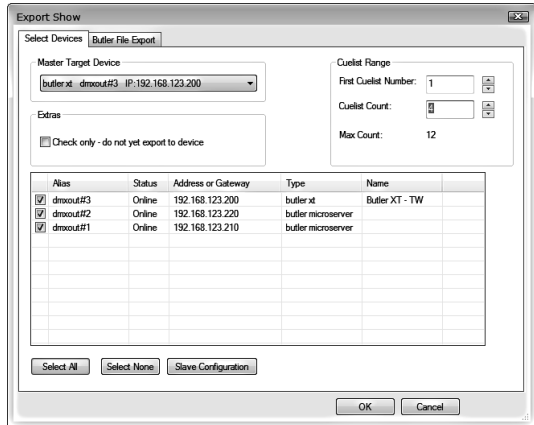 Export Show
Select Devices Butler File Export
Master Target Device
butler xt dmxout#3 IP:192.168.123.200
Extras
Check only - do not yet export to device
Cuelist Range
First Cuelist Number: 1
Cuelist Count: 4
Max Count: 12
Alias Status Address or Gateway Type Name
dmxout#3 Online 192.168.123.200 butler xt Butler XT - TW
dmxout#2 Online 192.168.123.220 butler microserver
dmxout#1 Online 192.168.123.210 butler microserver
Select All Select None Slave Configuration
OK Cancel